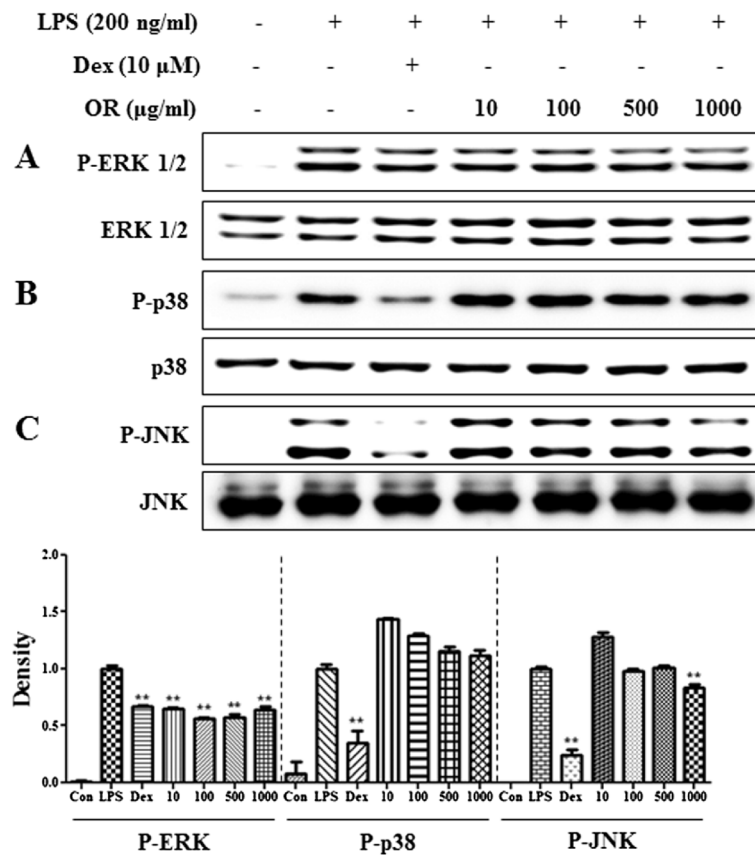 LPS (200 ng/ml) - + + + + + +
Dex (10 μM) - - + - - - -
OR (μg/ml) - - - 10 100 500 1000
A P-ERK 1/2
ERK 1/2
B P-p38
p38
C P-JNK
JNK
2.0
1.5
1.0
0.5
0.0
Density
** ** ** ** ** ** ** **
Con LPS Dex 10 100 500 1000 Con LPS Dex 10 100 500 1000 Con LPS Dex 10 100 500 1000
P-ERK P-p38 P-JNK